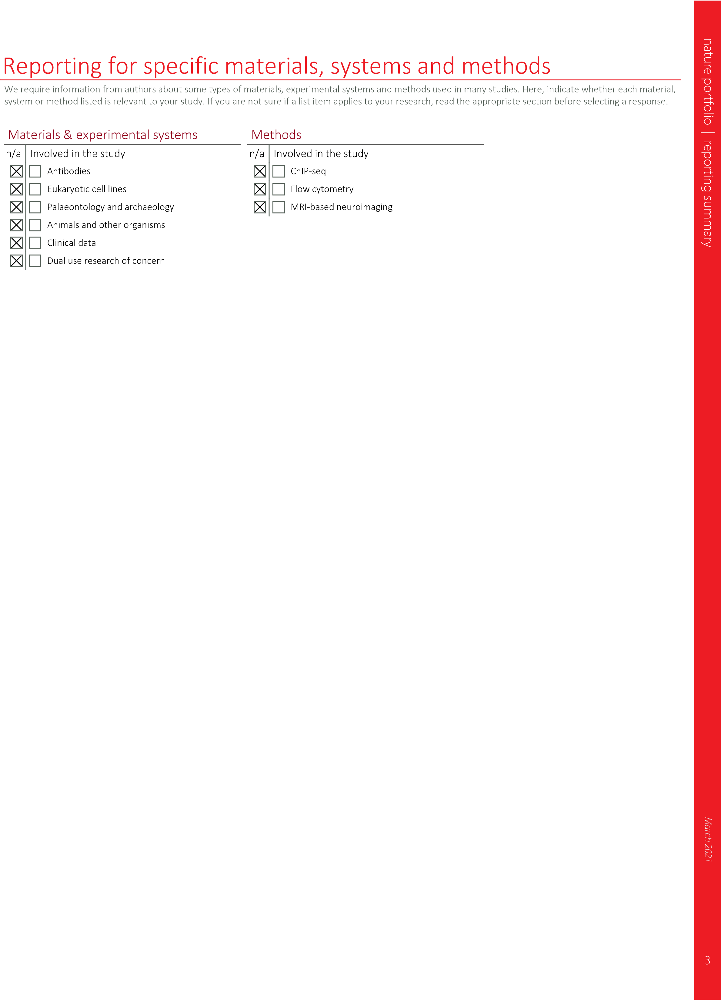 Reporting for specific materials, systems and methods
We require information from authors about some types of materials, experimental systems and methods used in many studies. Here, indicate whether each material,
system or method listed is relevant to your study. If you are not sure if a list item applies to your research, read the appropriate section before selecting a response.
Materials & experimental systems
n/a Involved in the study
Antibodies
Eukaryotic cell lines
Palaeontology and archaeology
Animals and other organisms
Clinical data
Dual use research of concern
Methods
n/a Involved in the study
ChIP-seq
Flow cytometry
MRI-based neuroimaging
nature portfolio | reporting summary
March 2021
3